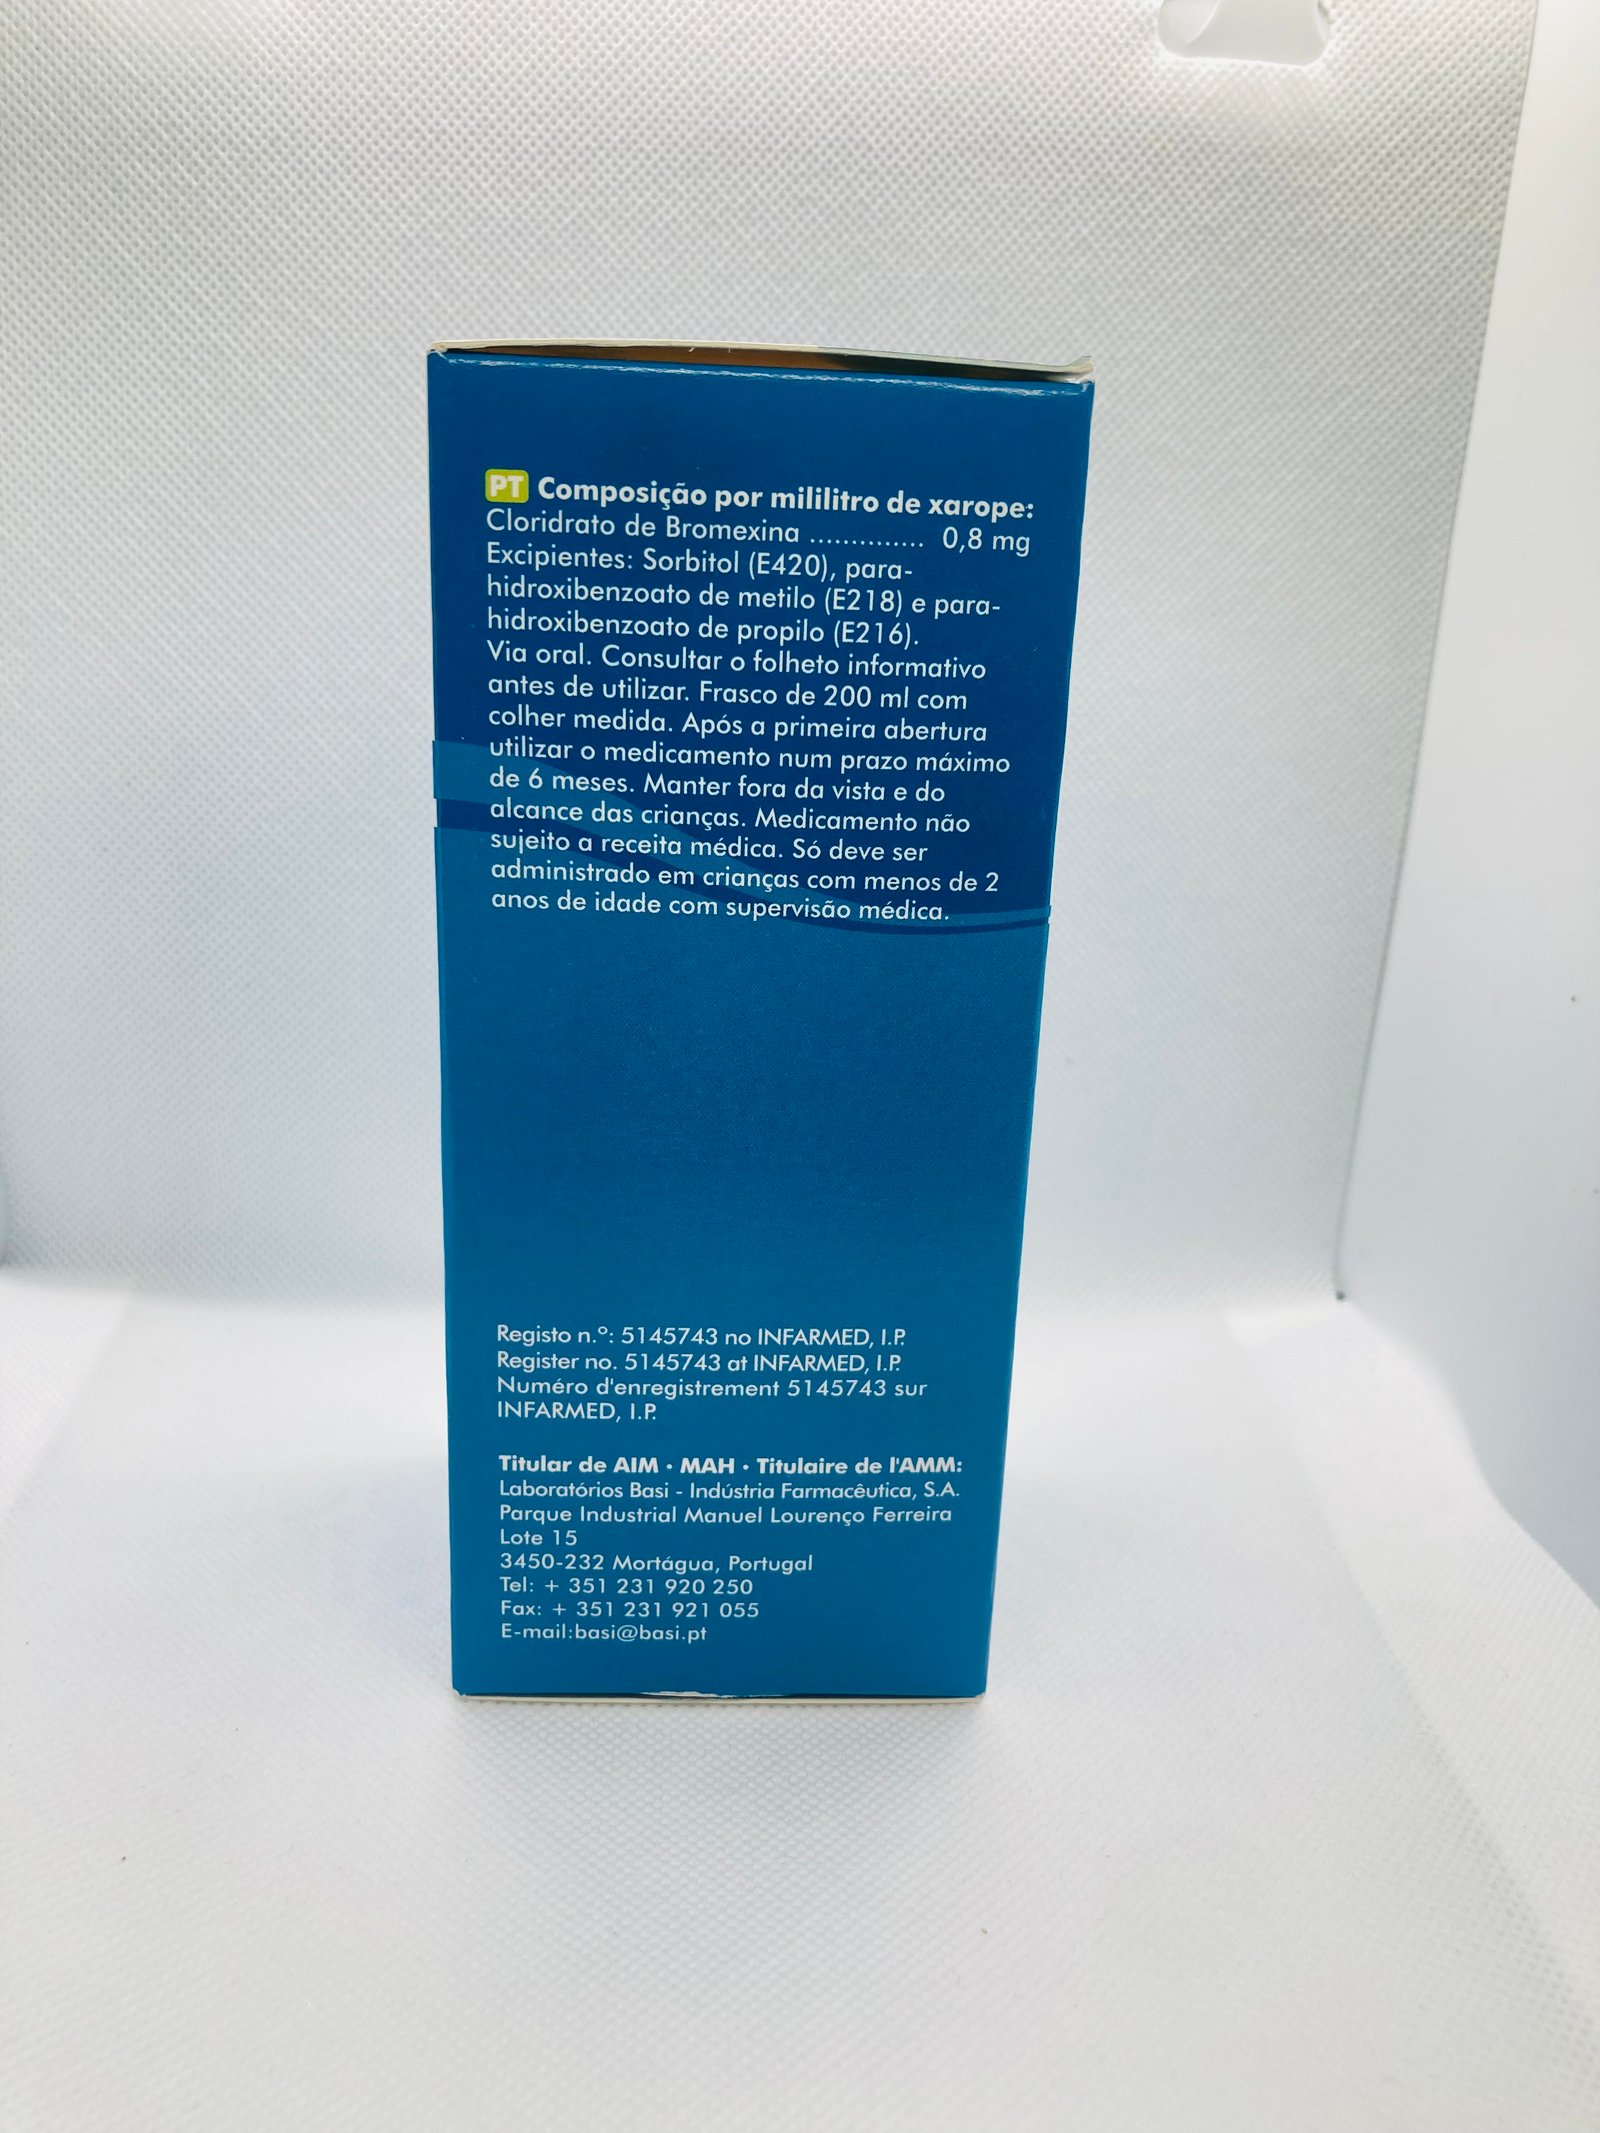 PT Composição por mililitro de xarope:
Cloridrato de Bromexina .............. 0,8 mg
Excipientes: Sorbitol (E420), para-
hidroxibenzoato de metilo (E218) e para-
hidroxibenzoato de propilo (E216).
Via oral. Consultar o folheto informativo
antes de utilizar. Frasco de 200 ml com
colher medida. Após a primeira abertura
utilizar o medicamento num prazo máximo
de 6 meses. Manter fora da vista e do
alcance das crianças. Medicamento não
sujeito a receita médica. Só deve ser
administrado em crianças com menos de 2
anos de idade com supervisão médica.
Registo n.º: 5145743 no INFARMED, I.P.
Register no. 5145743 at INFARMED, I.P.
Numéro d'enregistrement 5145743 sur
INFARMED, I.P.
Titular de AIM • MAH • Titulaire de l'AMM:
Laboratórios Basi - Indústria Farmacêutica, S.A.
Parque Industrial Manuel Lourenço Ferreira
Lote 15
3450-232 Mortágua, Portugal
Tel: + 351 231 920 250
Fax: + 351 231 921 055
E-mail:basi@basi.pt